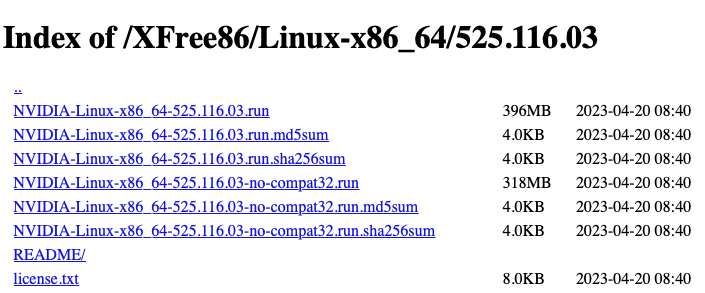 Index of /XFree86/Linux-x86_64/525.116.03
..
NVIDIA-Linux-x86_64-525.116.03.run 396MB 2023-04-20 08:40
NVIDIA-Linux-x86_64-525.116.03.run.md5sum 4.0KB 2023-04-20 08:40
NVIDIA-Linux-x86_64-525.116.03.run.sha256sum 4.0KB 2023-04-20 08:40
NVIDIA-Linux-x86_64-525.116.03-no-compat32.run 318MB 2023-04-20 08:40
NVIDIA-Linux-x86_64-525.116.03-no-compat32.run.md5sum 4.0KB 2023-04-20 08:40
NVIDIA-Linux-x86_64-525.116.03-no-compat32.run.sha256sum 4.0KB 2023-04-20 08:40
README/
license.txt 8.0KB 2023-04-20 08:40